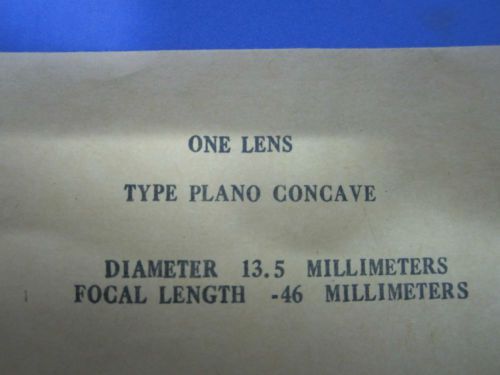 ONE LENS
TYPE PLANO CONCAVE
DIAMETER 13.5 MILLIMETERS
FOCAL LENGTH -46 MILLIMETERS